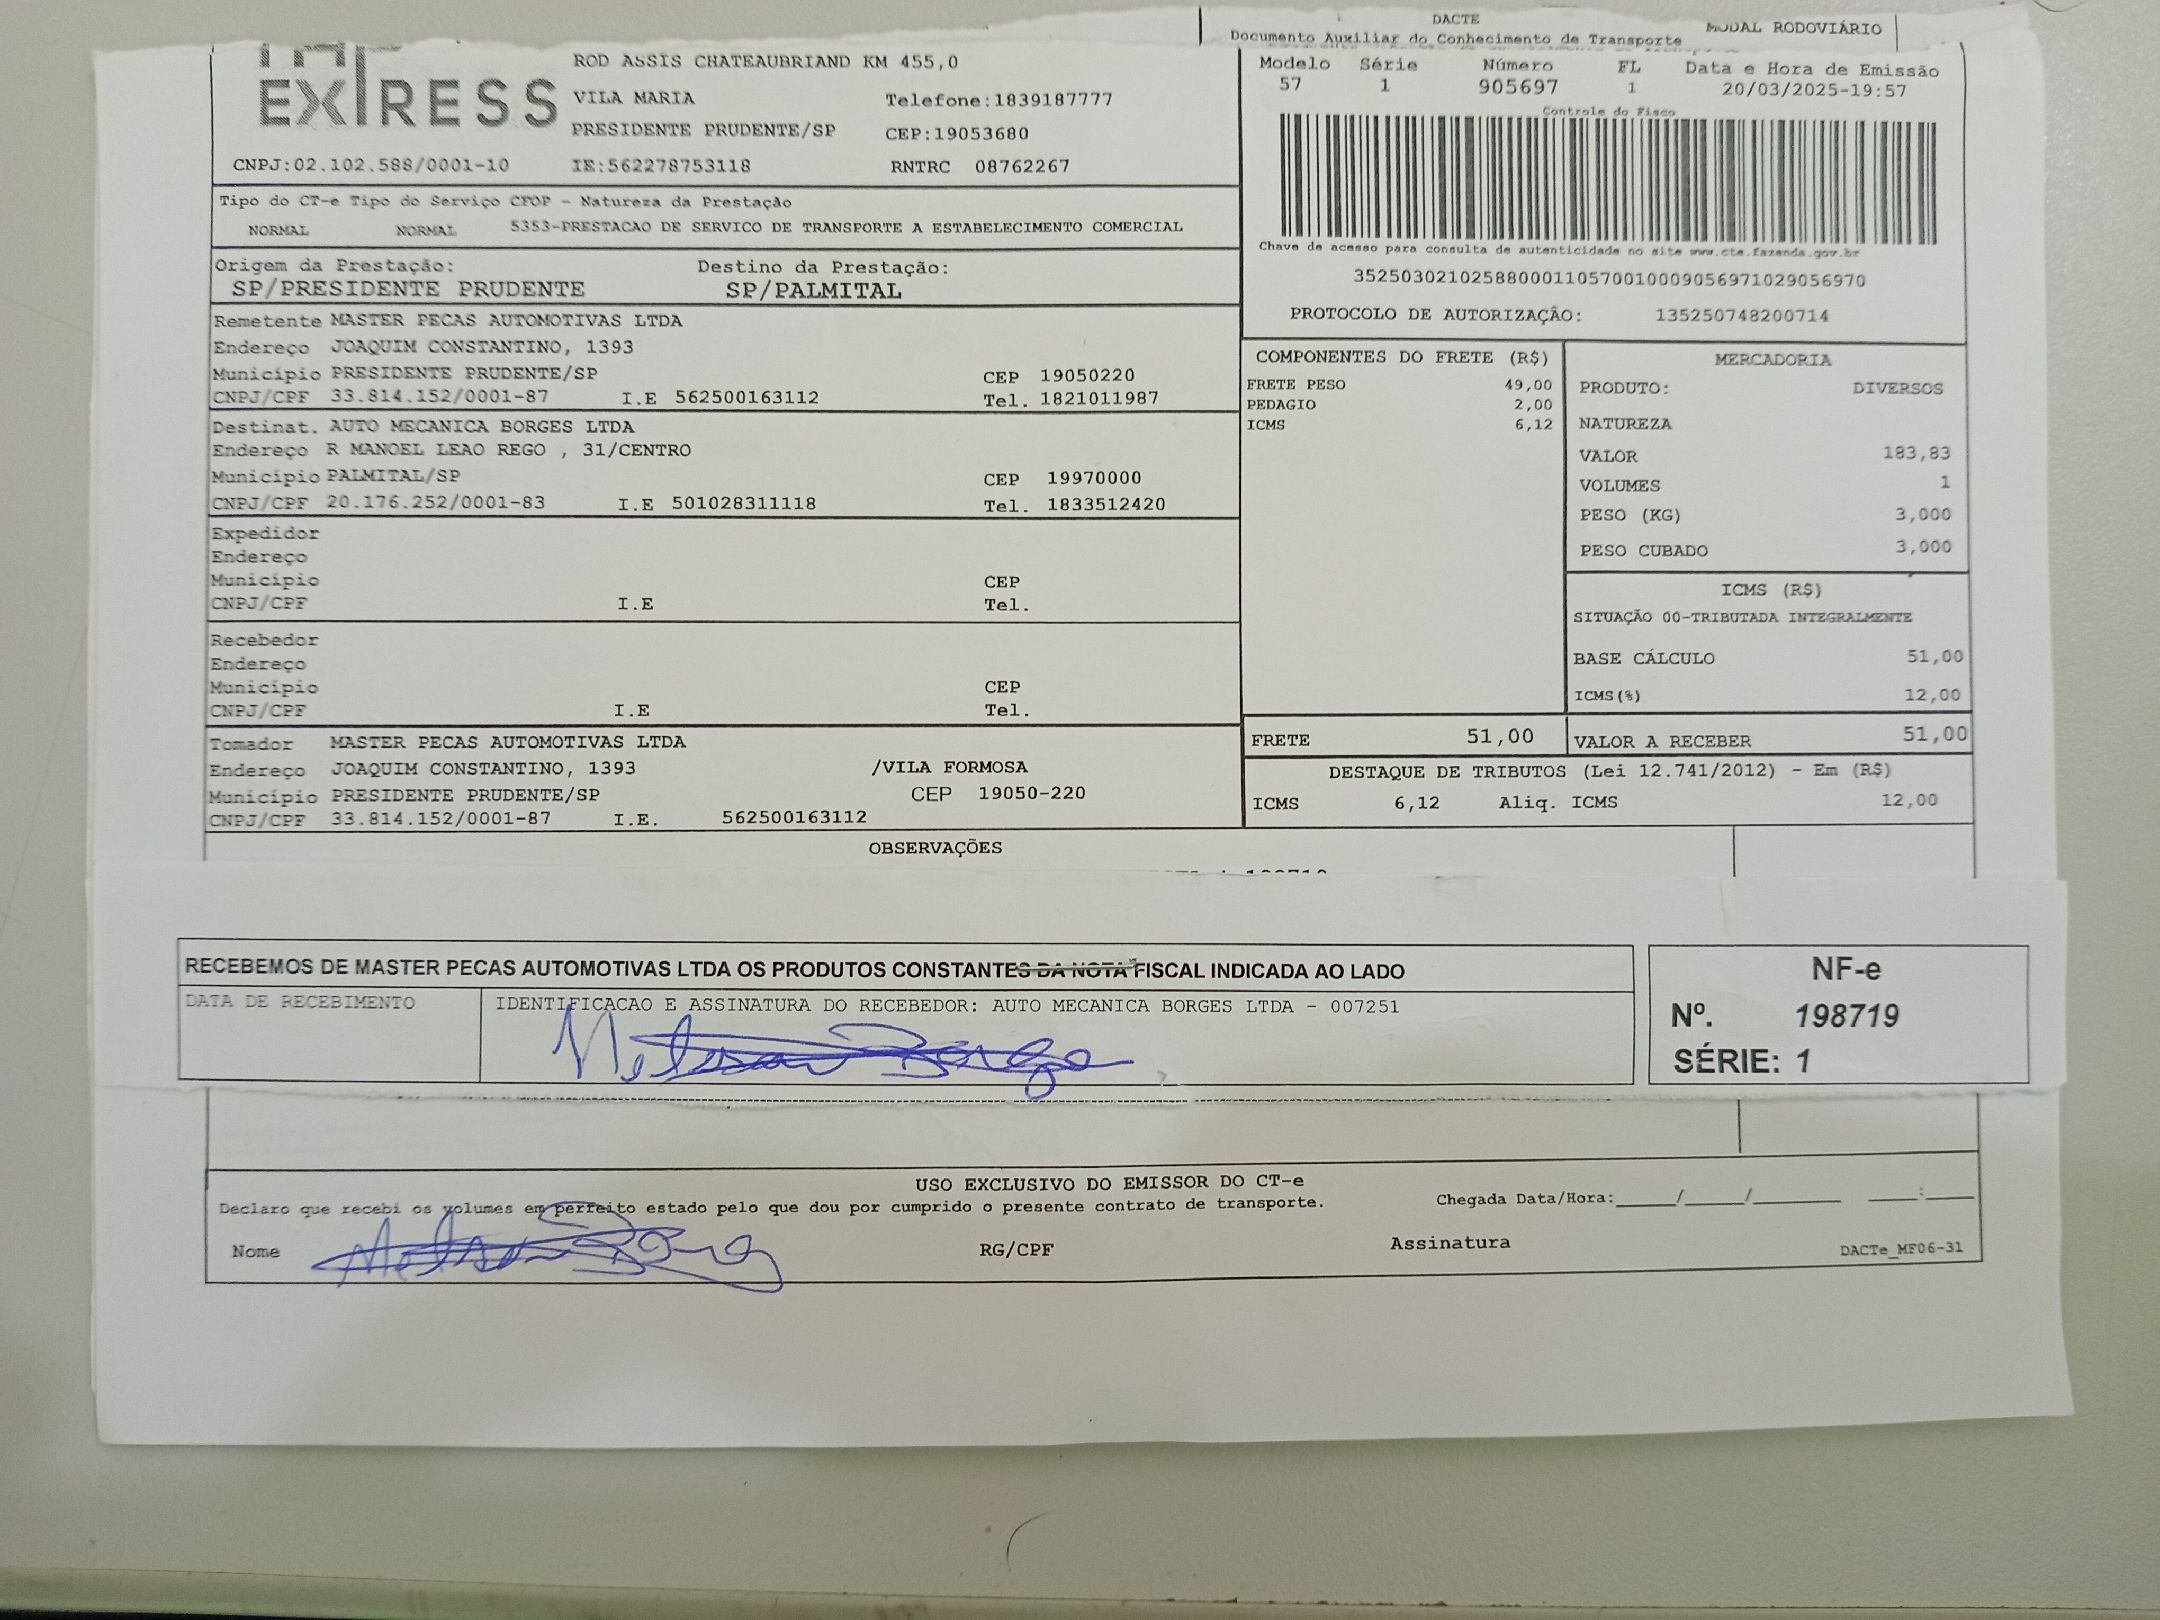 DACTE
Documento Auxiliar do Conhecimento de Transporte
MODAL RODOVIÁRIO
EXPRESS
ROD ASSIS CHATEAUBRIAND KM 455,0
VILA MARIA Telefone:1839187777
PRESIDENTE PRUDENTE/SP CEP:19053680
CNPJ:02.102.588/0001-10 IE:562278753118 RNTRC 08762267
Modelo Série Número FL Data e Hora de Emissão
57 1 905697 1 20/03/2025-19:57
Controle do Fisco
Chave de acesso para consulta de autenticidade no site www.cte.fazenda.gov.br
35250302102588000110570010009056971029056970
PROTOCOLO DE AUTORIZAÇÃO: 135250748200714
Tipo do CT-e Tipo do Serviço CFOP - Natureza da Prestação
NORMAL NORMAL 5353-PRESTACAO DE SERVICO DE TRANSPORTE A ESTABELECIMENTO COMERCIAL
Origem da Prestação: Destino da Prestação:
SP/PRESIDENTE PRUDENTE SP/PALMITAL
Remetente MASTER PECAS AUTOMOTIVAS LTDA
Endereço JOAQUIM CONSTANTINO, 1393
Município PRESIDENTE PRUDENTE/SP CEP 19050220
CNPJ/CPF 33.814.152/0001-87 I.E 562500163112 Tel. 1821011987
Destinat. AUTO MECANICA BORGES LTDA
Endereço R MANOEL LEAO REGO , 31/CENTRO
Município PALMITAL/SP CEP 19970000
CNPJ/CPF 20.176.252/0001-83 I.E 501028311118 Tel. 1833512420
Expedidor
Endereço
Município CEP
CNPJ/CPF I.E Tel.
Recebedor
Endereço
Município CEP
CNPJ/CPF I.E Tel.
Tomador MASTER PECAS AUTOMOTIVAS LTDA
Endereço JOAQUIM CONSTANTINO, 1393 /VILA FORMOSA
Município PRESIDENTE PRUDENTE/SP CEP 19050-220
CNPJ/CPF 33.814.152/0001-87 I.E. 562500163112
COMPONENTES DO FRETE (R$)
FRETE PESO 49,00
PEDAGIO 2,00
ICMS 6,12
MERCADORIA
PRODUTO: DIVERSOS
NATUREZA
VALOR 183,83
VOLUMES 1
PESO (KG) 3,000
PESO CUBADO 3,000
ICMS (R$)
SITUAÇÃO 00-TRIBUTADA INTEGRALMENTE
BASE CÁLCULO 51,00
ICMS(%) 12,00
FRETE 51,00 VALOR A RECEBER 51,00
DESTAQUE DE TRIBUTOS (Lei 12.741/2012) - Em (R$)
ICMS 6,12 Aliq. ICMS 12,00
OBSERVAÇÕES
RECEBEMOS DE MASTER PECAS AUTOMOTIVAS LTDA OS PRODUTOS CONSTANTES DA NOTA FISCAL INDICADA AO LADO
DATA DE RECEBIMENTO IDENTIFICACAO E ASSINATURA DO RECEBEDOR: AUTO MECANICA BORGES LTDA - 007251
NF-e
Nº. 198719
SÉRIE: 1
USO EXCLUSIVO DO EMISSOR DO CT-e
Declaro que recebi os volumes em perfeito estado pelo que dou por cumprido o presente contrato de transporte. Chegada Data/Hora:____/____/______ ____:____
Nome RG/CPF Assinatura DACTe_MF06-31